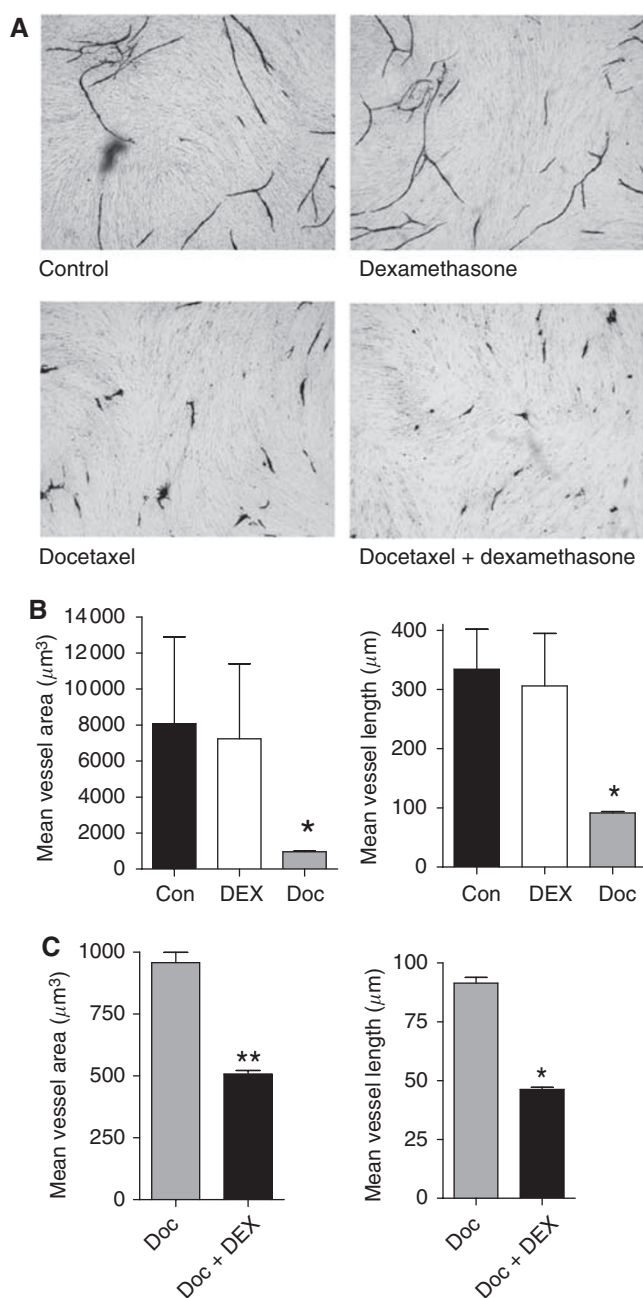 A
Control
Dexamethasone
Docetaxel
Docetaxel + dexamethasone
B
Mean vessel area (μm³)
14 000
12 000
10 000
8000
6000
4000
2000
0
*
Con
DEX
Doc
Mean vessel length (μm)
400
300
200
100
0
*
Con
DEX
Doc
C
Mean vessel area (μm³)
1000
750
500
250
0
**
Doc
Doc + DEX
Mean vessel length (μm)
100
75
50
25
0
*
Doc
Doc + DEX